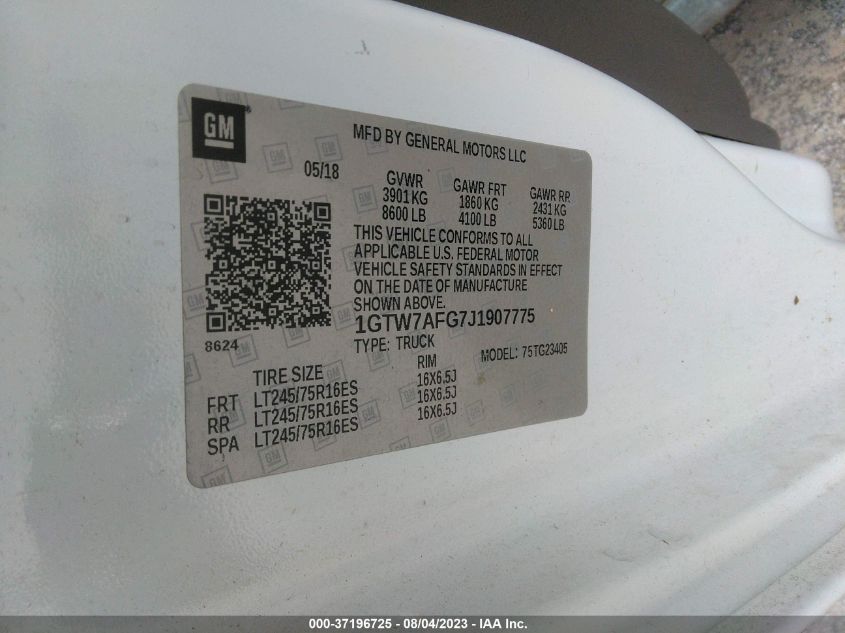 GM
®
MFD BY GENERAL MOTORS LLC
05/18
GVWR GAWR FRT GAWR RR
3901 KG 1860 KG 2431 KG
8600 LB 4100 LB 5360 LB
THIS VEHICLE CONFORMS TO ALL
APPLICABLE U.S. FEDERAL MOTOR
VEHICLE SAFETY STANDARDS IN EFFECT
ON THE DATE OF MANUFACTURE
SHOWN ABOVE.
1GTW7AFG7J1907775
8624
TYPE: TRUCK MODEL: 75TG23405
TIRE SIZE RIM
FRT LT245/75R16ES 16X6.5J
RR LT245/75R16ES 16X6.5J
SPA LT245/75R16ES 16X6.5J
000-37196725 - 08/04/2023 - IAA Inc.